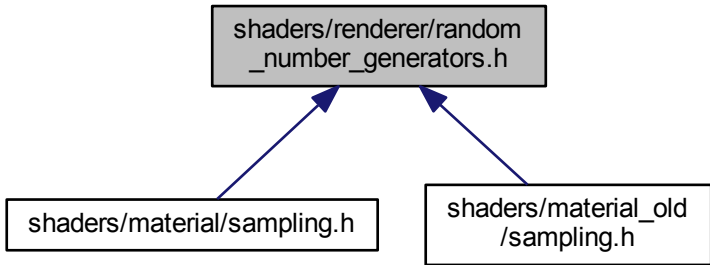 shaders/renderer/random
_number_generators.h
shaders/material/sampling.h
shaders/material_old
/sampling.h